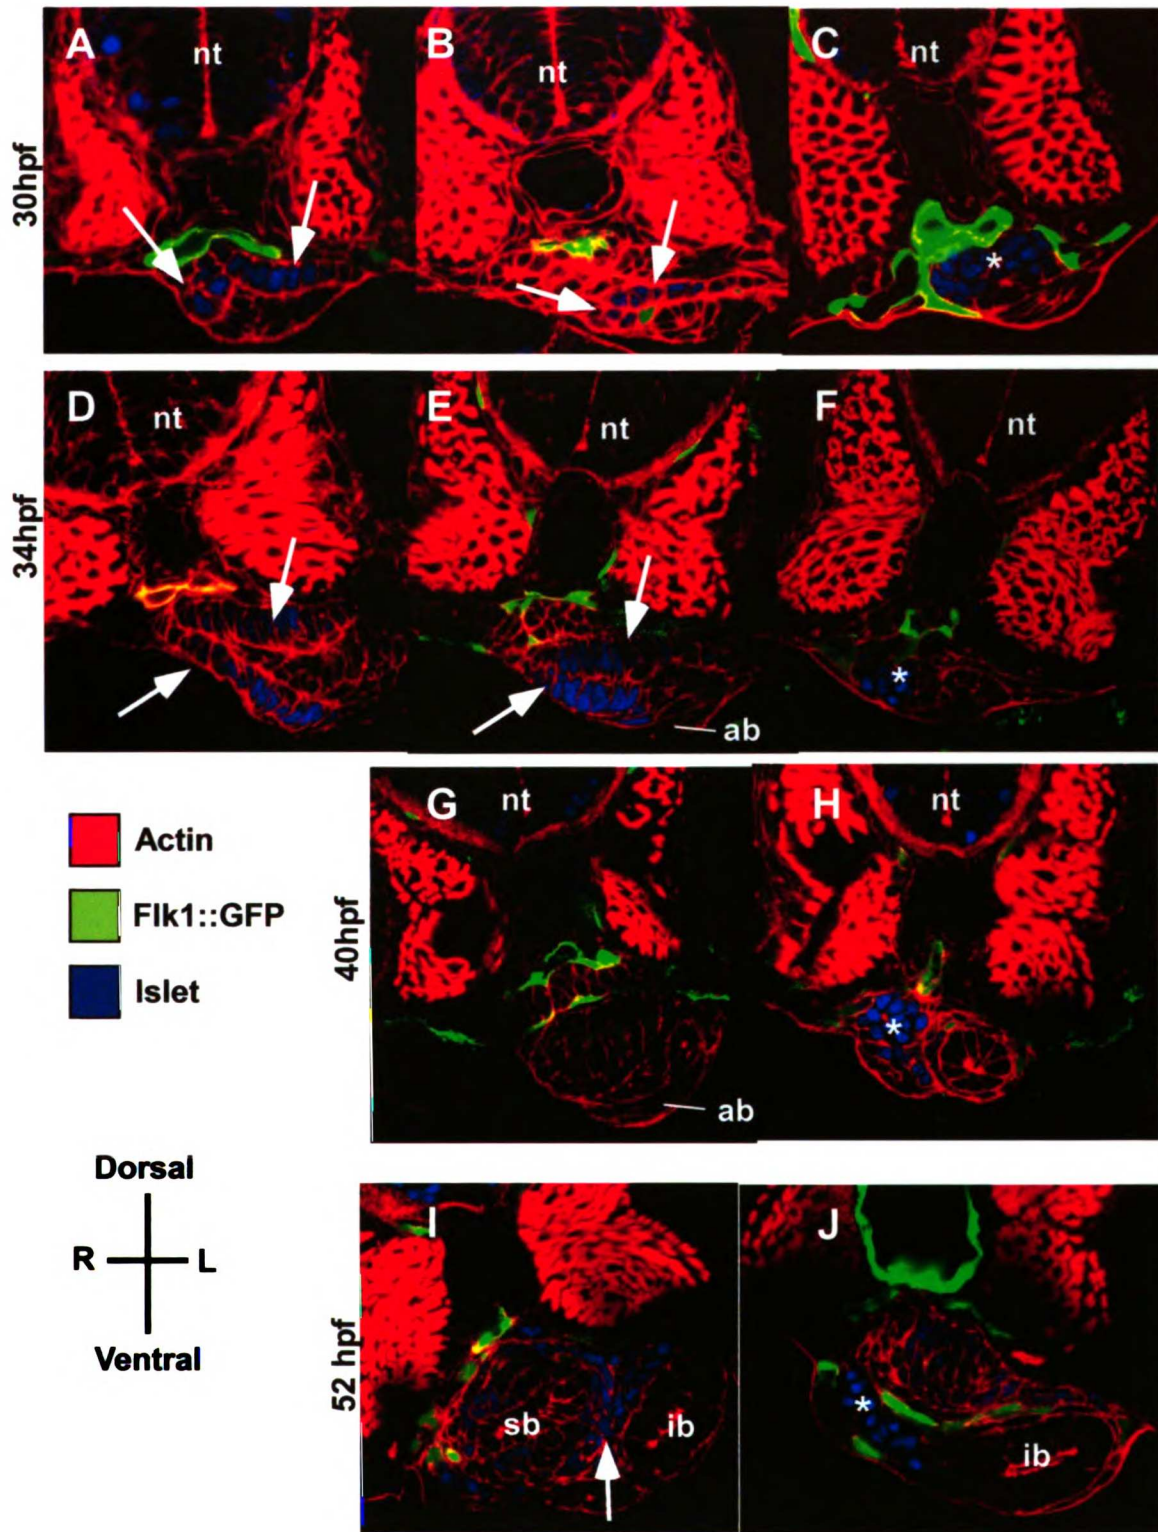 A
nt
B
nt
C
nt
*
30hpf
D
nt
E
nt
ab
F
nt
*
34hpf
Actin
Flk1::GFP
Islet
G
nt
ab
H
nt
*
40hpf
Dorsal
R
L
Ventral
I
sb
ib
J
*
ib
52 hpf